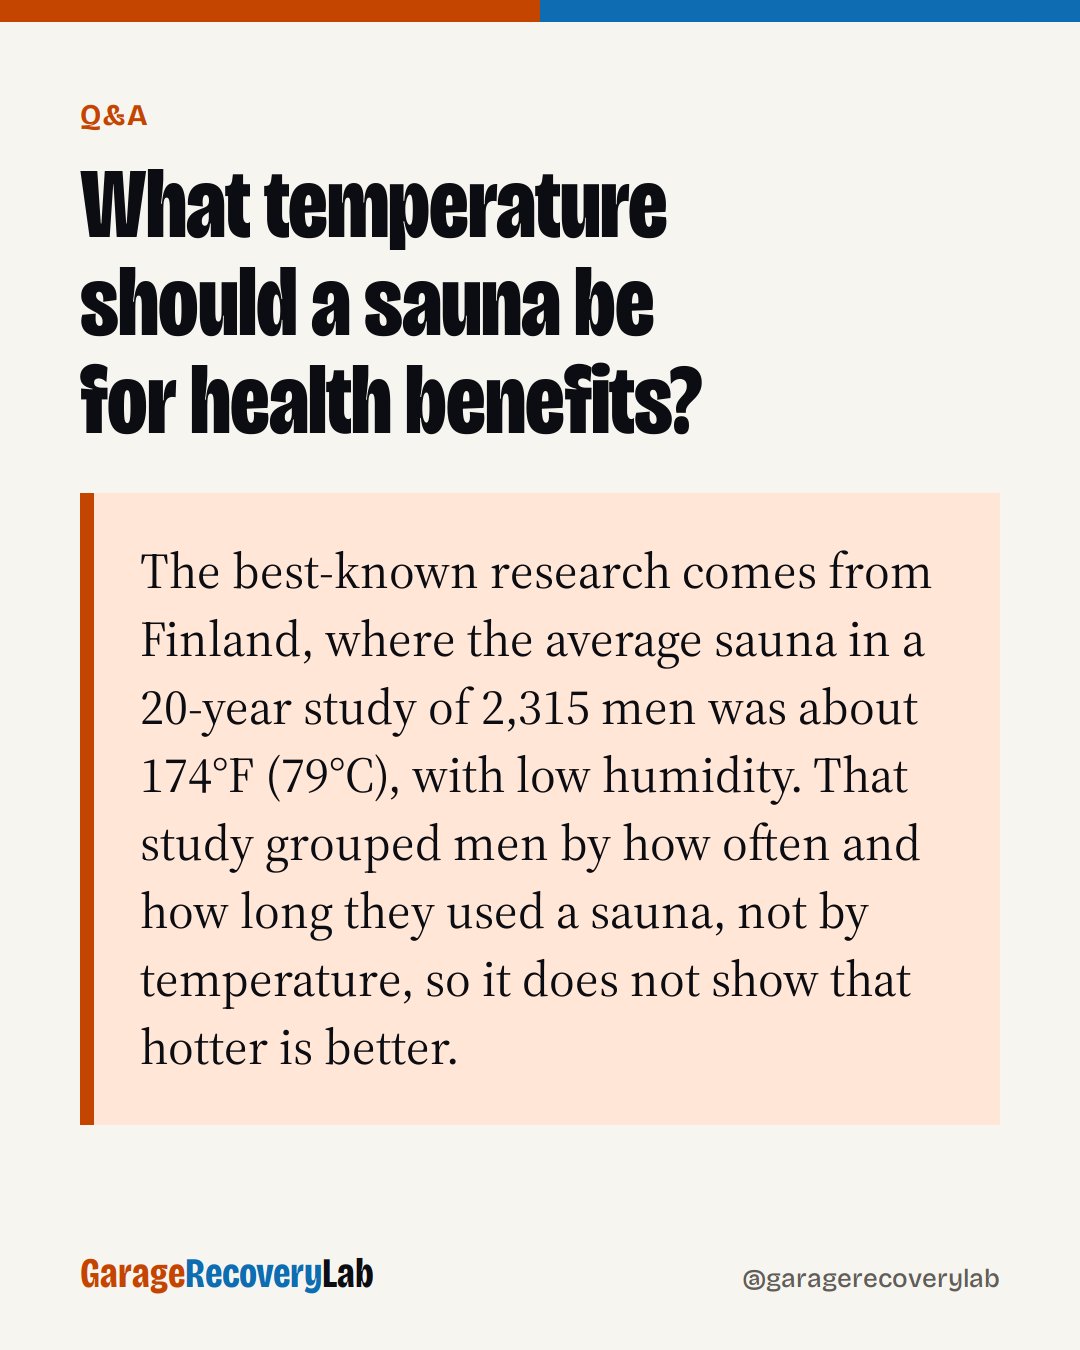 Q&A
What temperature
should a sauna be
for health benefits?
The best-known research comes from
Finland, where the average sauna in a
20-year study of 2,315 men was about
174°F (79°C), with low humidity. That
study grouped men by how often and
how long they used a sauna, not by
temperature, so it does not show that
hotter is better.
GarageRecoveryLab
@garagerecoverylab